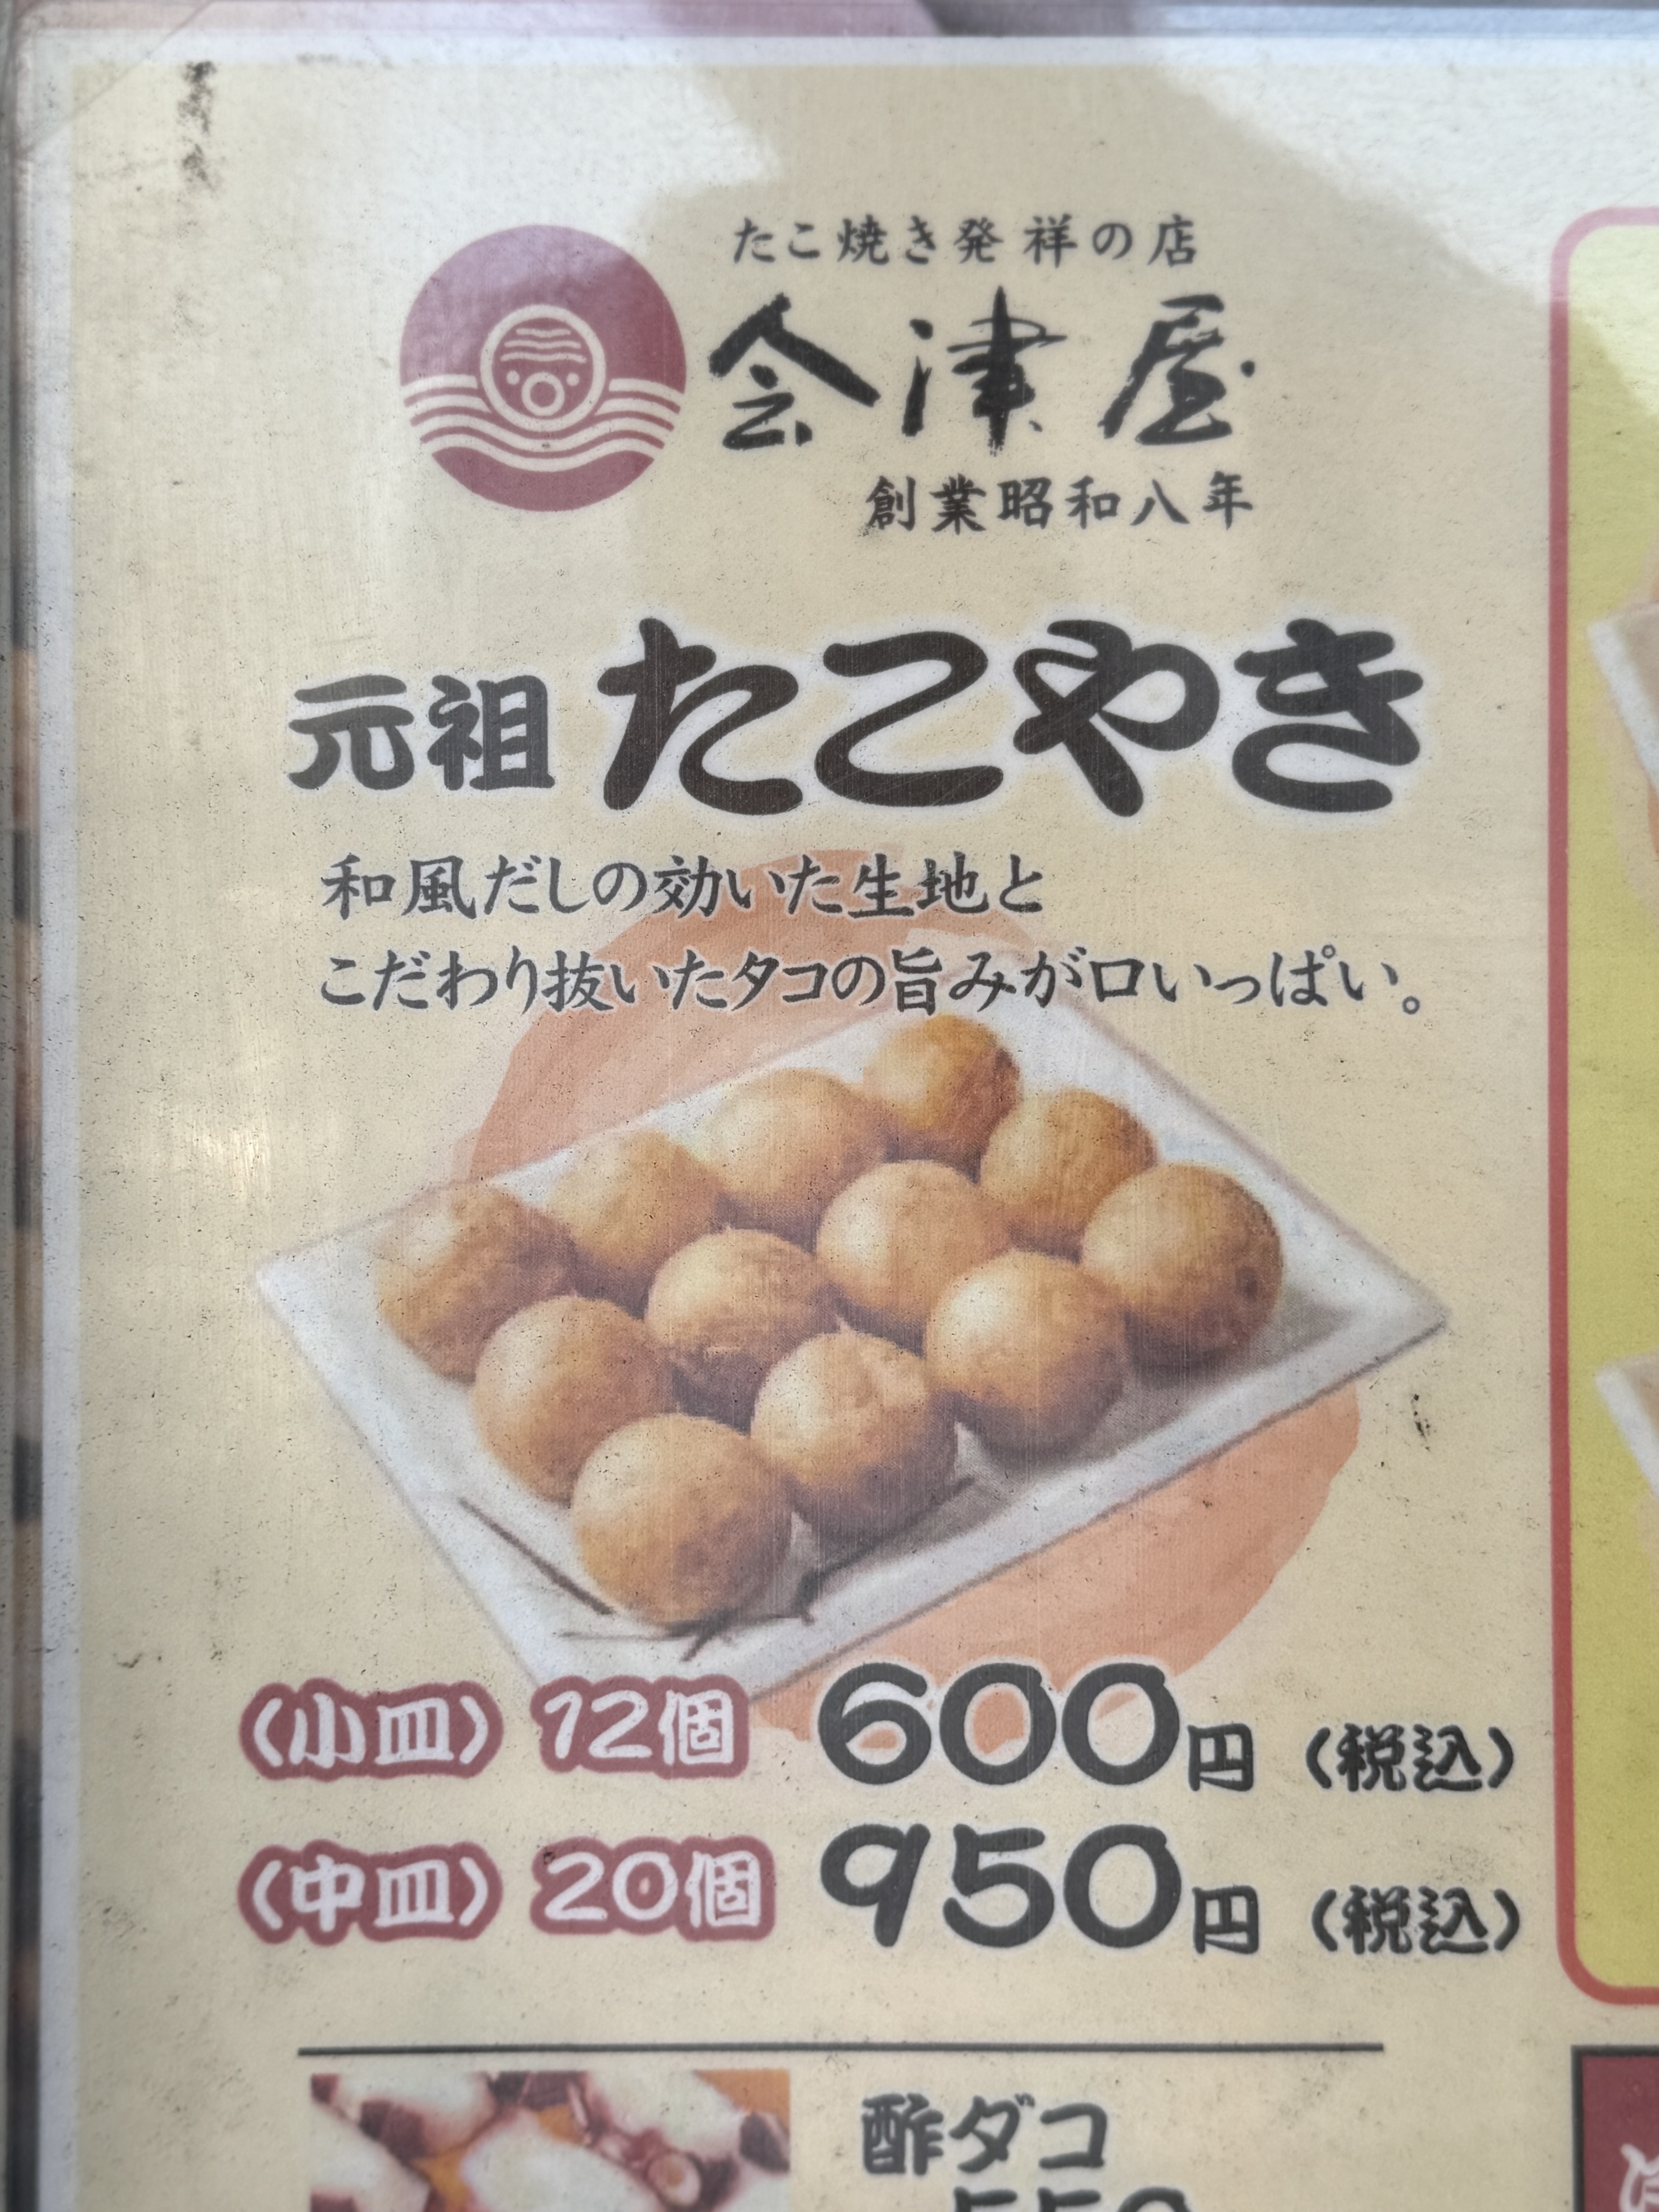 たこ焼き発祥の店
会津屋
創業昭和八年
元祖 たこやき
和風だしの効いた生地と
こだわり抜いたタコの旨みが口いっぱい。
〈小皿〉 12個 600円 (税込)
〈中皿〉 20個 950円 (税込)
酢ダコ